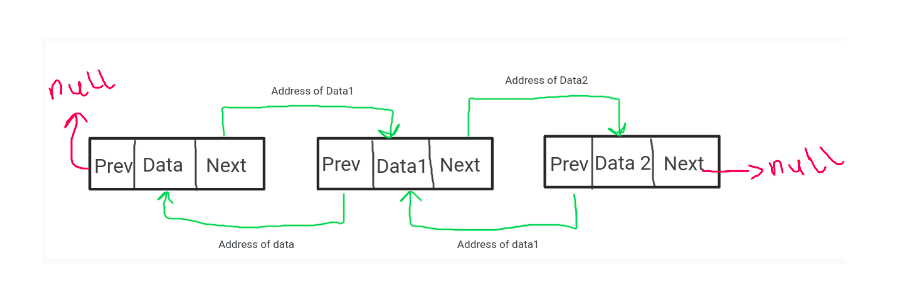 Address of Data2
null
Address of Data1
Prev Data Next
Prev Data1 Next
Prev Data 2 Next
null
Address of data
Address of data1